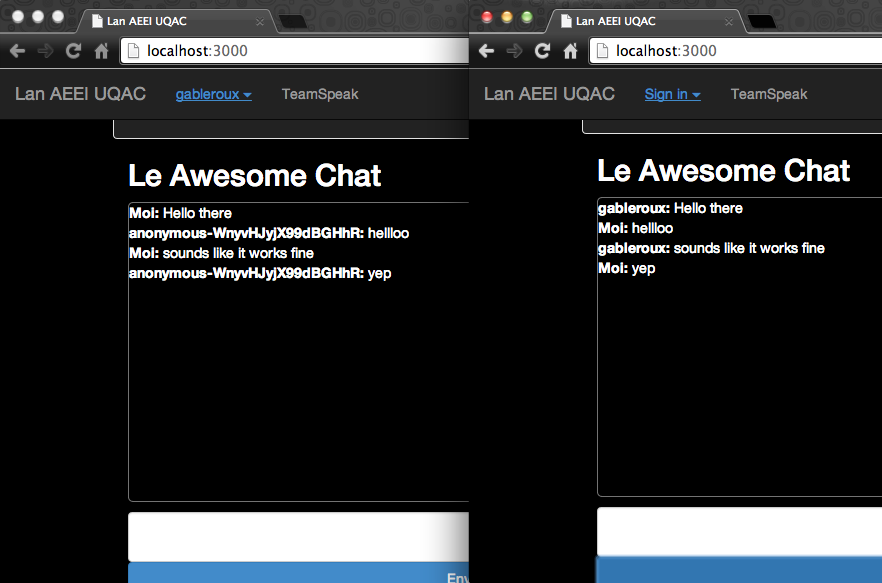 Lan AEEI UQAC
localhost:3000
Lan AEEI UQAC gableroux TeamSpeak
Le Awesome Chat
Moi: Hello there
anonymous-WnyvHJyjX99dBGHhR: hellloo
Moi: sounds like it works fine
anonymous-WnyvHJyjX99dBGHhR: yep
Env
Lan AEEI UQAC
localhost:3000
Lan AEEI UQAC Sign in TeamSpeak
Le Awesome Chat
gableroux: Hello there
Moi: hellloo
gableroux: sounds like it works fine
Moi: yep